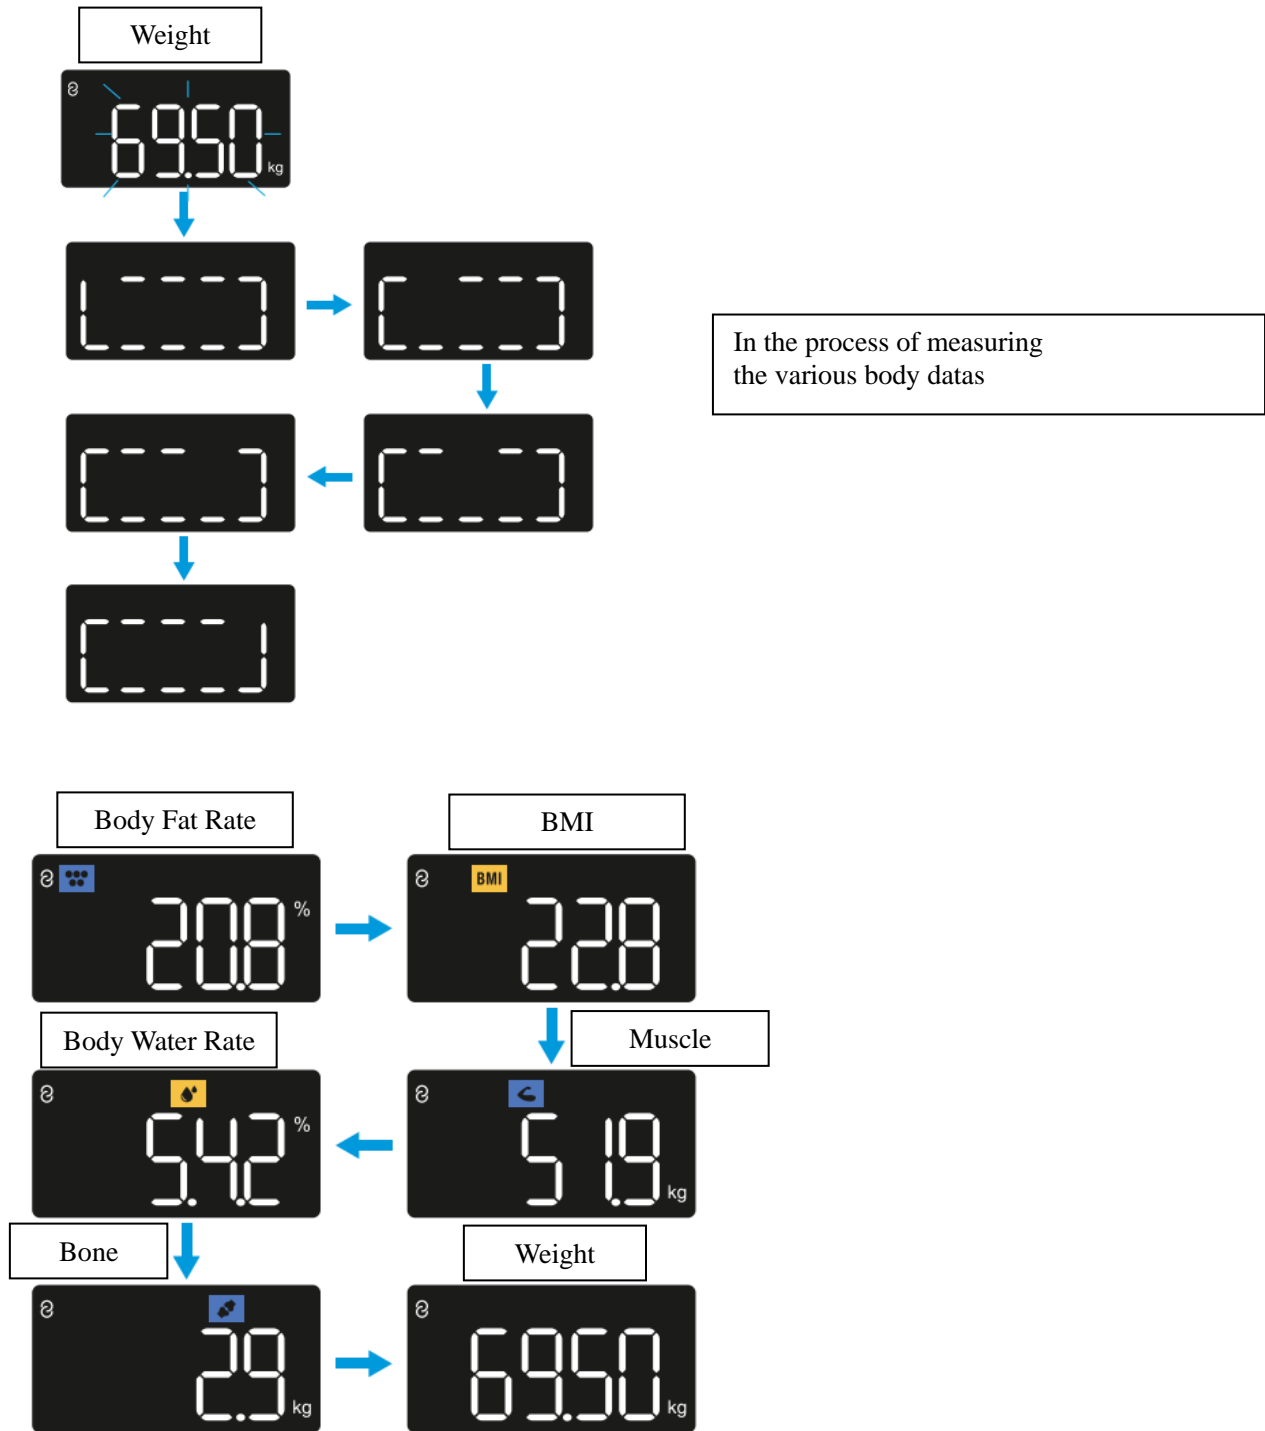 Weight
69.50
kg
In the process of measuring
the various body datas
Body Fat Rate
BMI
20.8
%
BMI
22.8
Body Water Rate
Muscle
5.4.2
%
51.9
kg
Bone
Weight
2.9
kg
69.50
kg